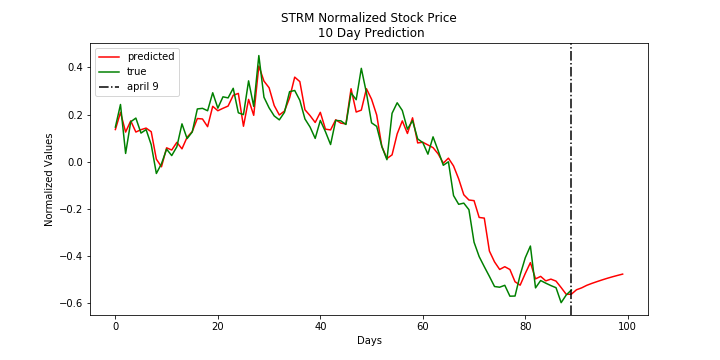 STRM Normalized Stock Price
10 Day Prediction
predicted
true
april 9
Normalized Values
0.4
0.2
0.0
−0.2
−0.4
−0.6
0
20
40
60
80
100
Days